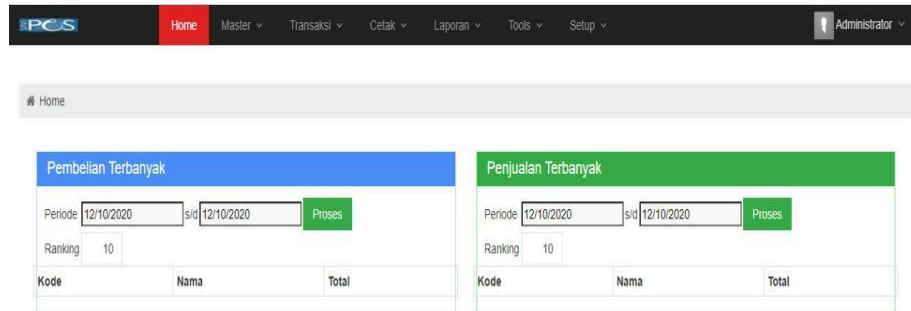 PCS Home Master Transaksi Cetak Laporan Tools Setup Administrator
Home
Pembelian Terbanyak
Periode 12/10/2020 s/d 12/10/2020 Proses
Ranking 10
Kode Nama Total
Penjualan Terbanyak
Periode 12/10/2020 s/d 12/10/2020 Proses
Ranking 10
Kode Nama Total